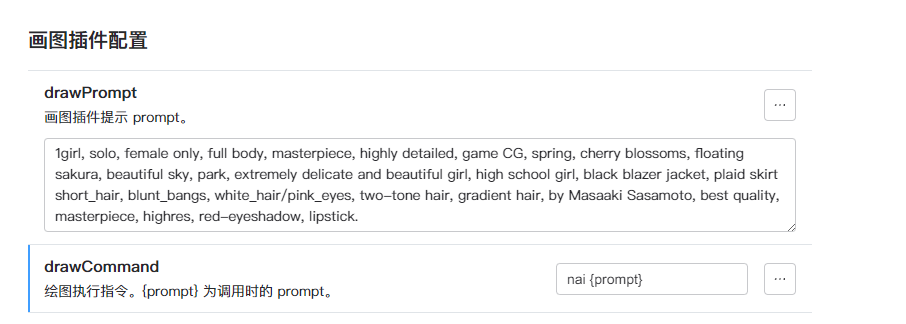 画图插件配置
drawPrompt
画图插件提示 prompt。
...
1girl, solo, female only, full body, masterpiece, highly detailed, game CG, spring, cherry blossoms, floating
sakura, beautiful sky, park, extremely delicate and beautiful girl, high school girl, black blazer jacket, plaid skirt
short_hair, blunt_bangs, white_hair/pink_eyes, two-tone hair, gradient hair, by Masaaki Sasamoto, best quality,
masterpiece, highres, red-eyeshadow, lipstick.
drawCommand
绘图执行指令。{prompt} 为调用时的 prompt。
nai {prompt}
...